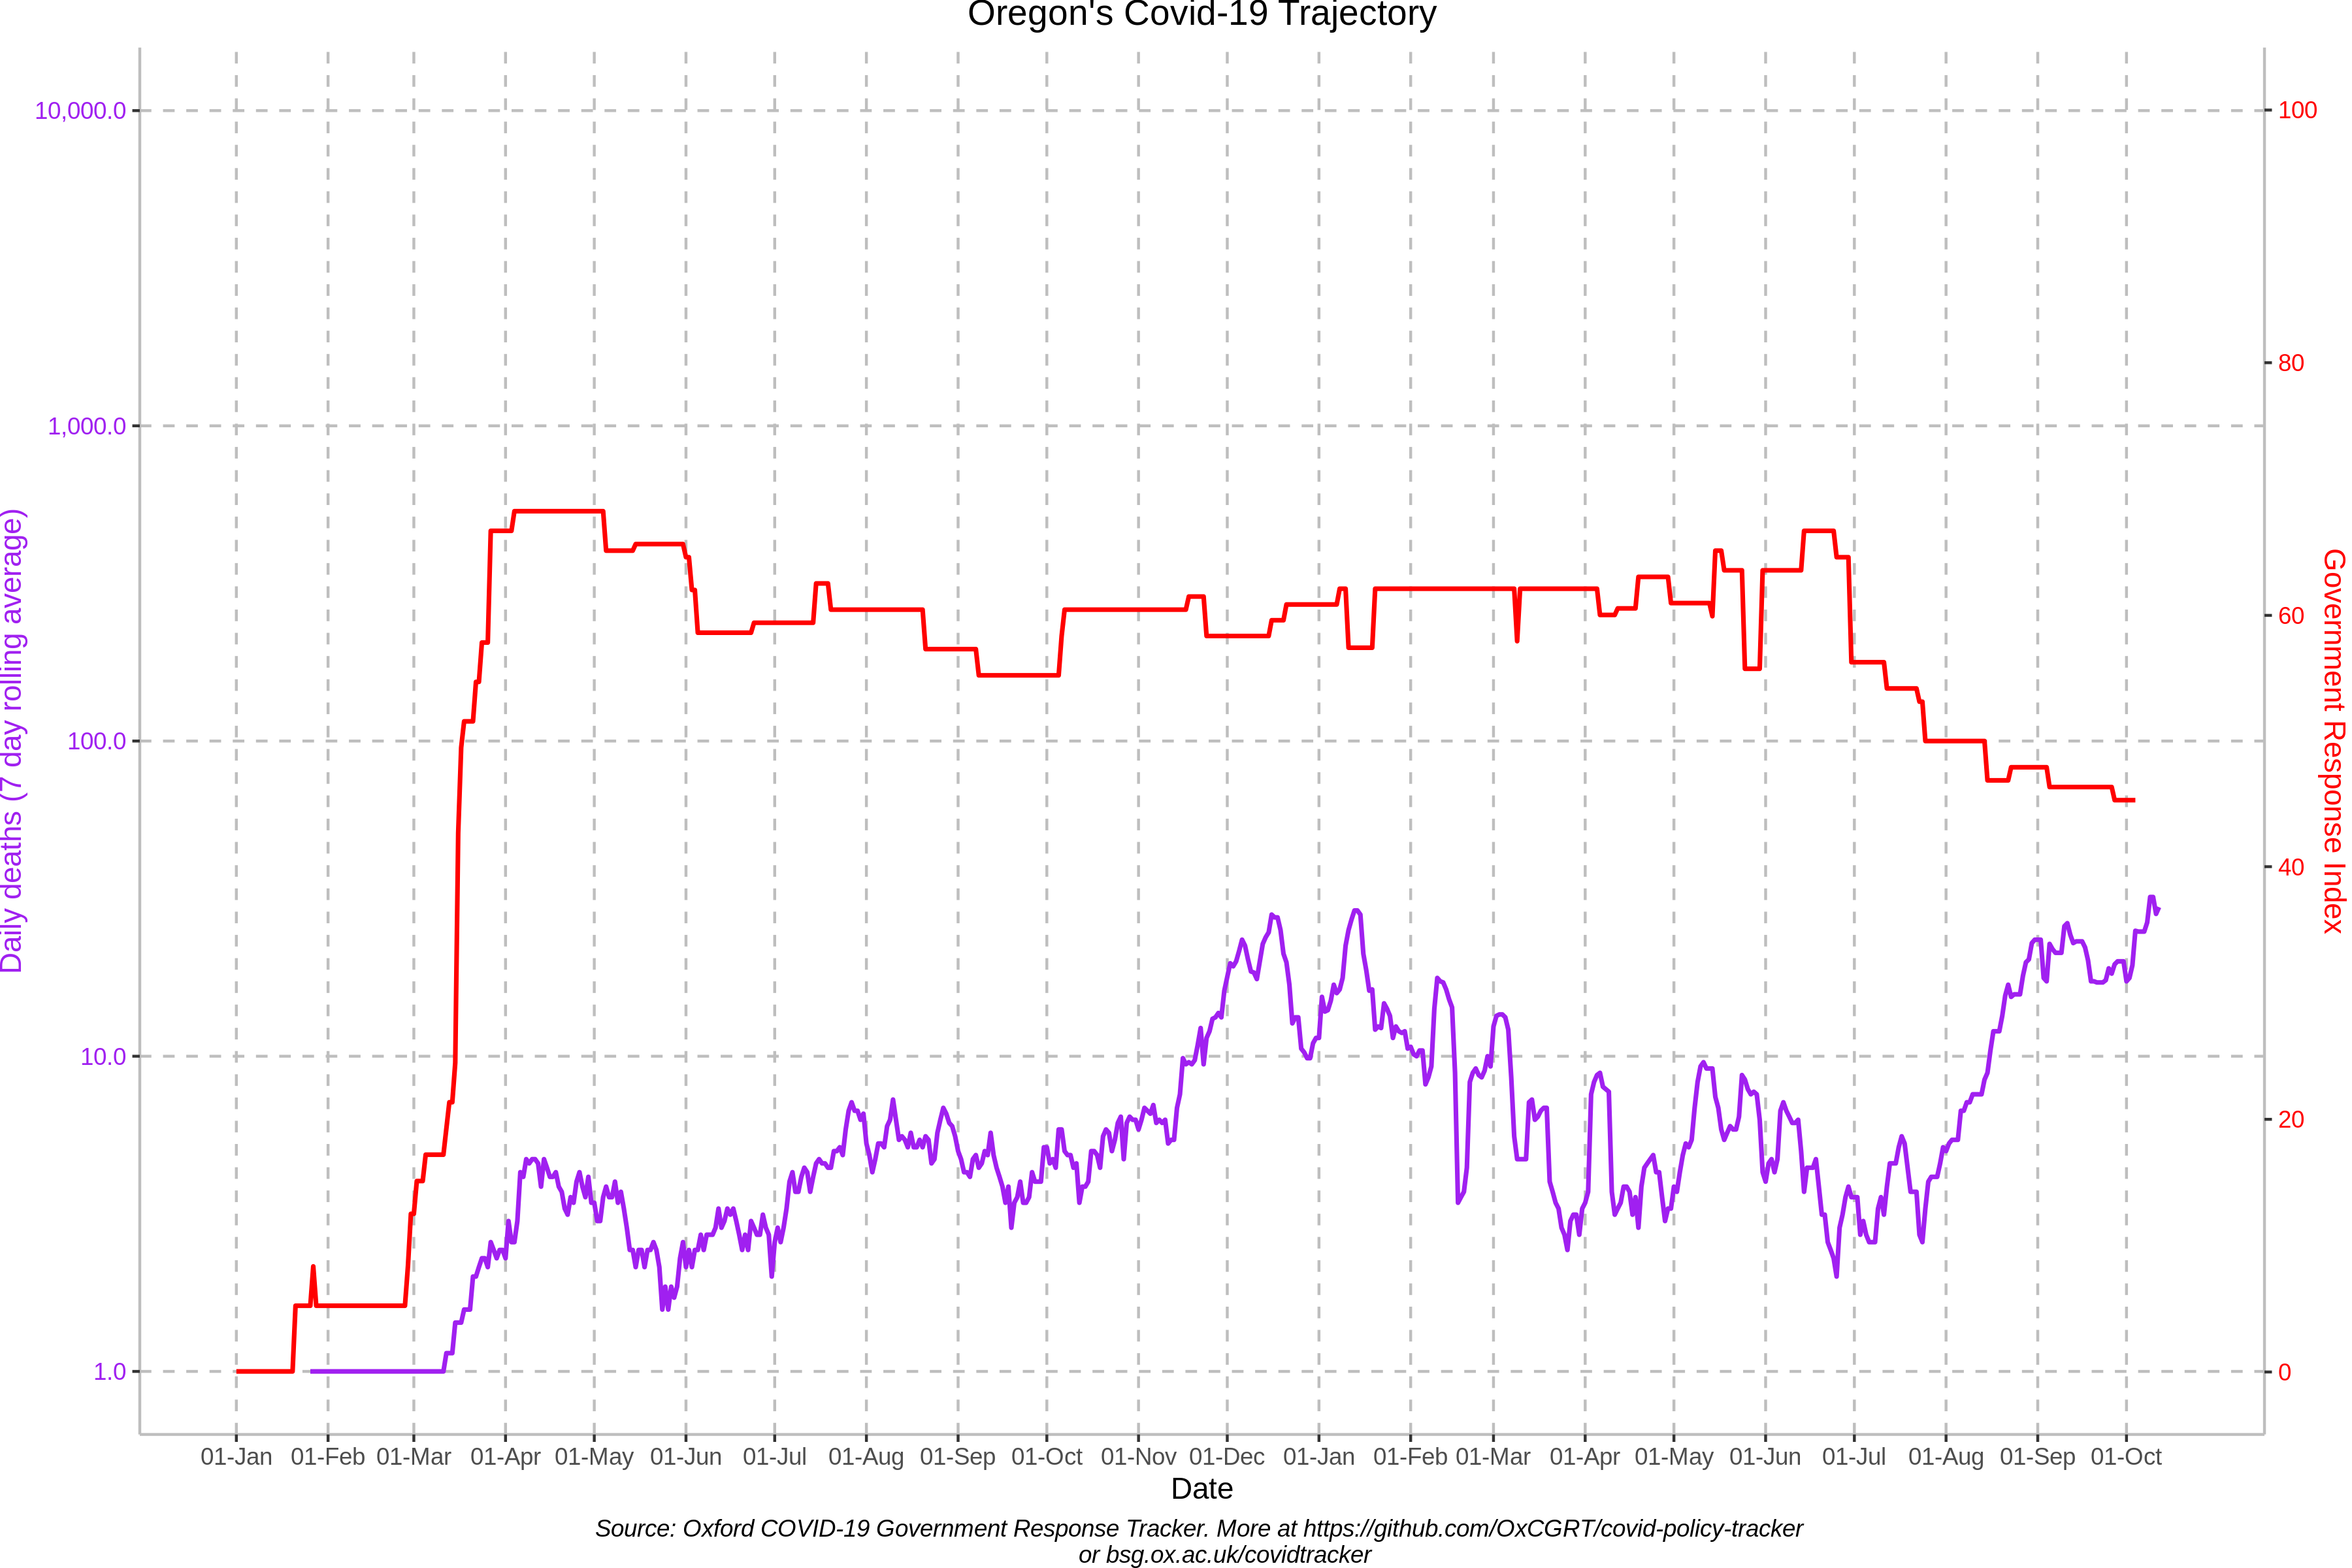 Oregon's Covid-19 Trajectory
10,000.0
1,000.0
100.0
10.0
1.0
Daily deaths (7 day rolling average)
100
80
60
40
20
0
Government Response Index
01-Jan 01-Feb 01-Mar 01-Apr 01-May 01-Jun 01-Jul 01-Aug 01-Sep 01-Oct 01-Nov 01-Dec 01-Jan 01-Feb 01-Mar 01-Apr 01-May 01-Jun 01-Jul 01-Aug 01-Sep 01-Oct
Date
Source: Oxford COVID-19 Government Response Tracker. More at https://github.com/OxCGRT/covid-policy-tracker
or bsg.ox.ac.uk/covidtracker